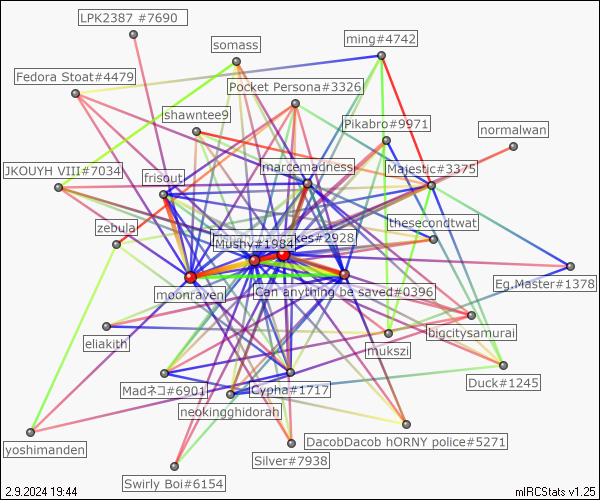 LPK2387 #7690
somass
ming#4742
Fedora Stoat#4479
Pocket Persona#3326
shawntee9
Pikabro#9971
normalwan
marcemadness
JKOUYH VIII#7034
frisout
Majestic#3375
zebulal
thesecondtwat
kes#2928
Mushy#1984
moonraven
Can anything be saved#0396
Eg.Master#1378
bigcitysamurai
eliakith
mukszi
Madネコ#6901
Cypha#1717
Duck#1245
neokingghidorah
DacobDacob hORNY police#5271
yoshimanden
Silver#7938
Swirly Boi#6154
2.9.2024 19:44
mIRCStats v1.25